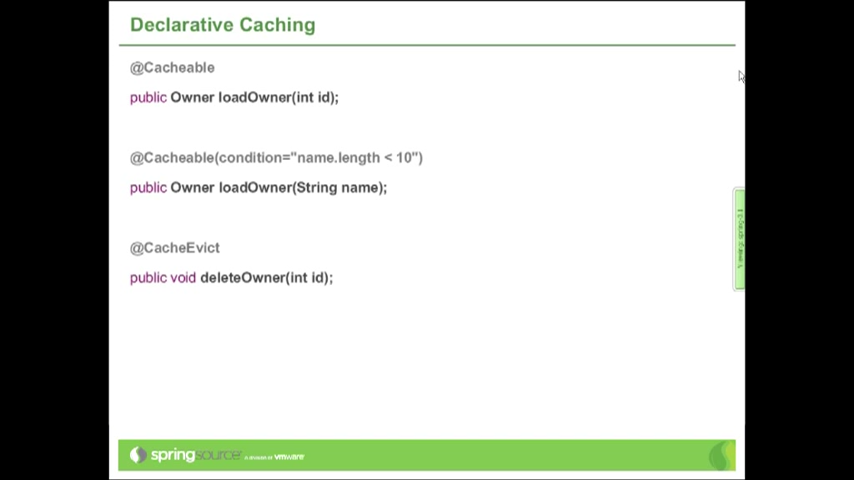 Declarative Caching
@Cacheable
public Owner loadOwner(int id);
@Cacheable(condition="name.length < 10")
public Owner loadOwner(String name);
@CacheEvict
public void deleteOwner(int id);
springsource A DIVISION OF vmware